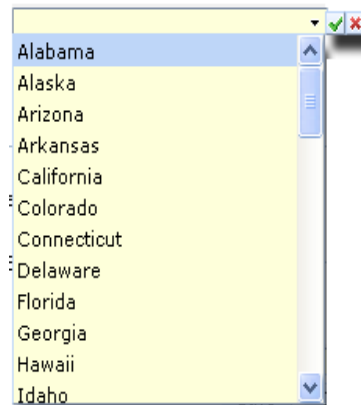 Alabama
Alaska
Arizona
Arkansas
California
Colorado
Connecticut
Delaware
Florida
Georgia
Hawaii
Idaho